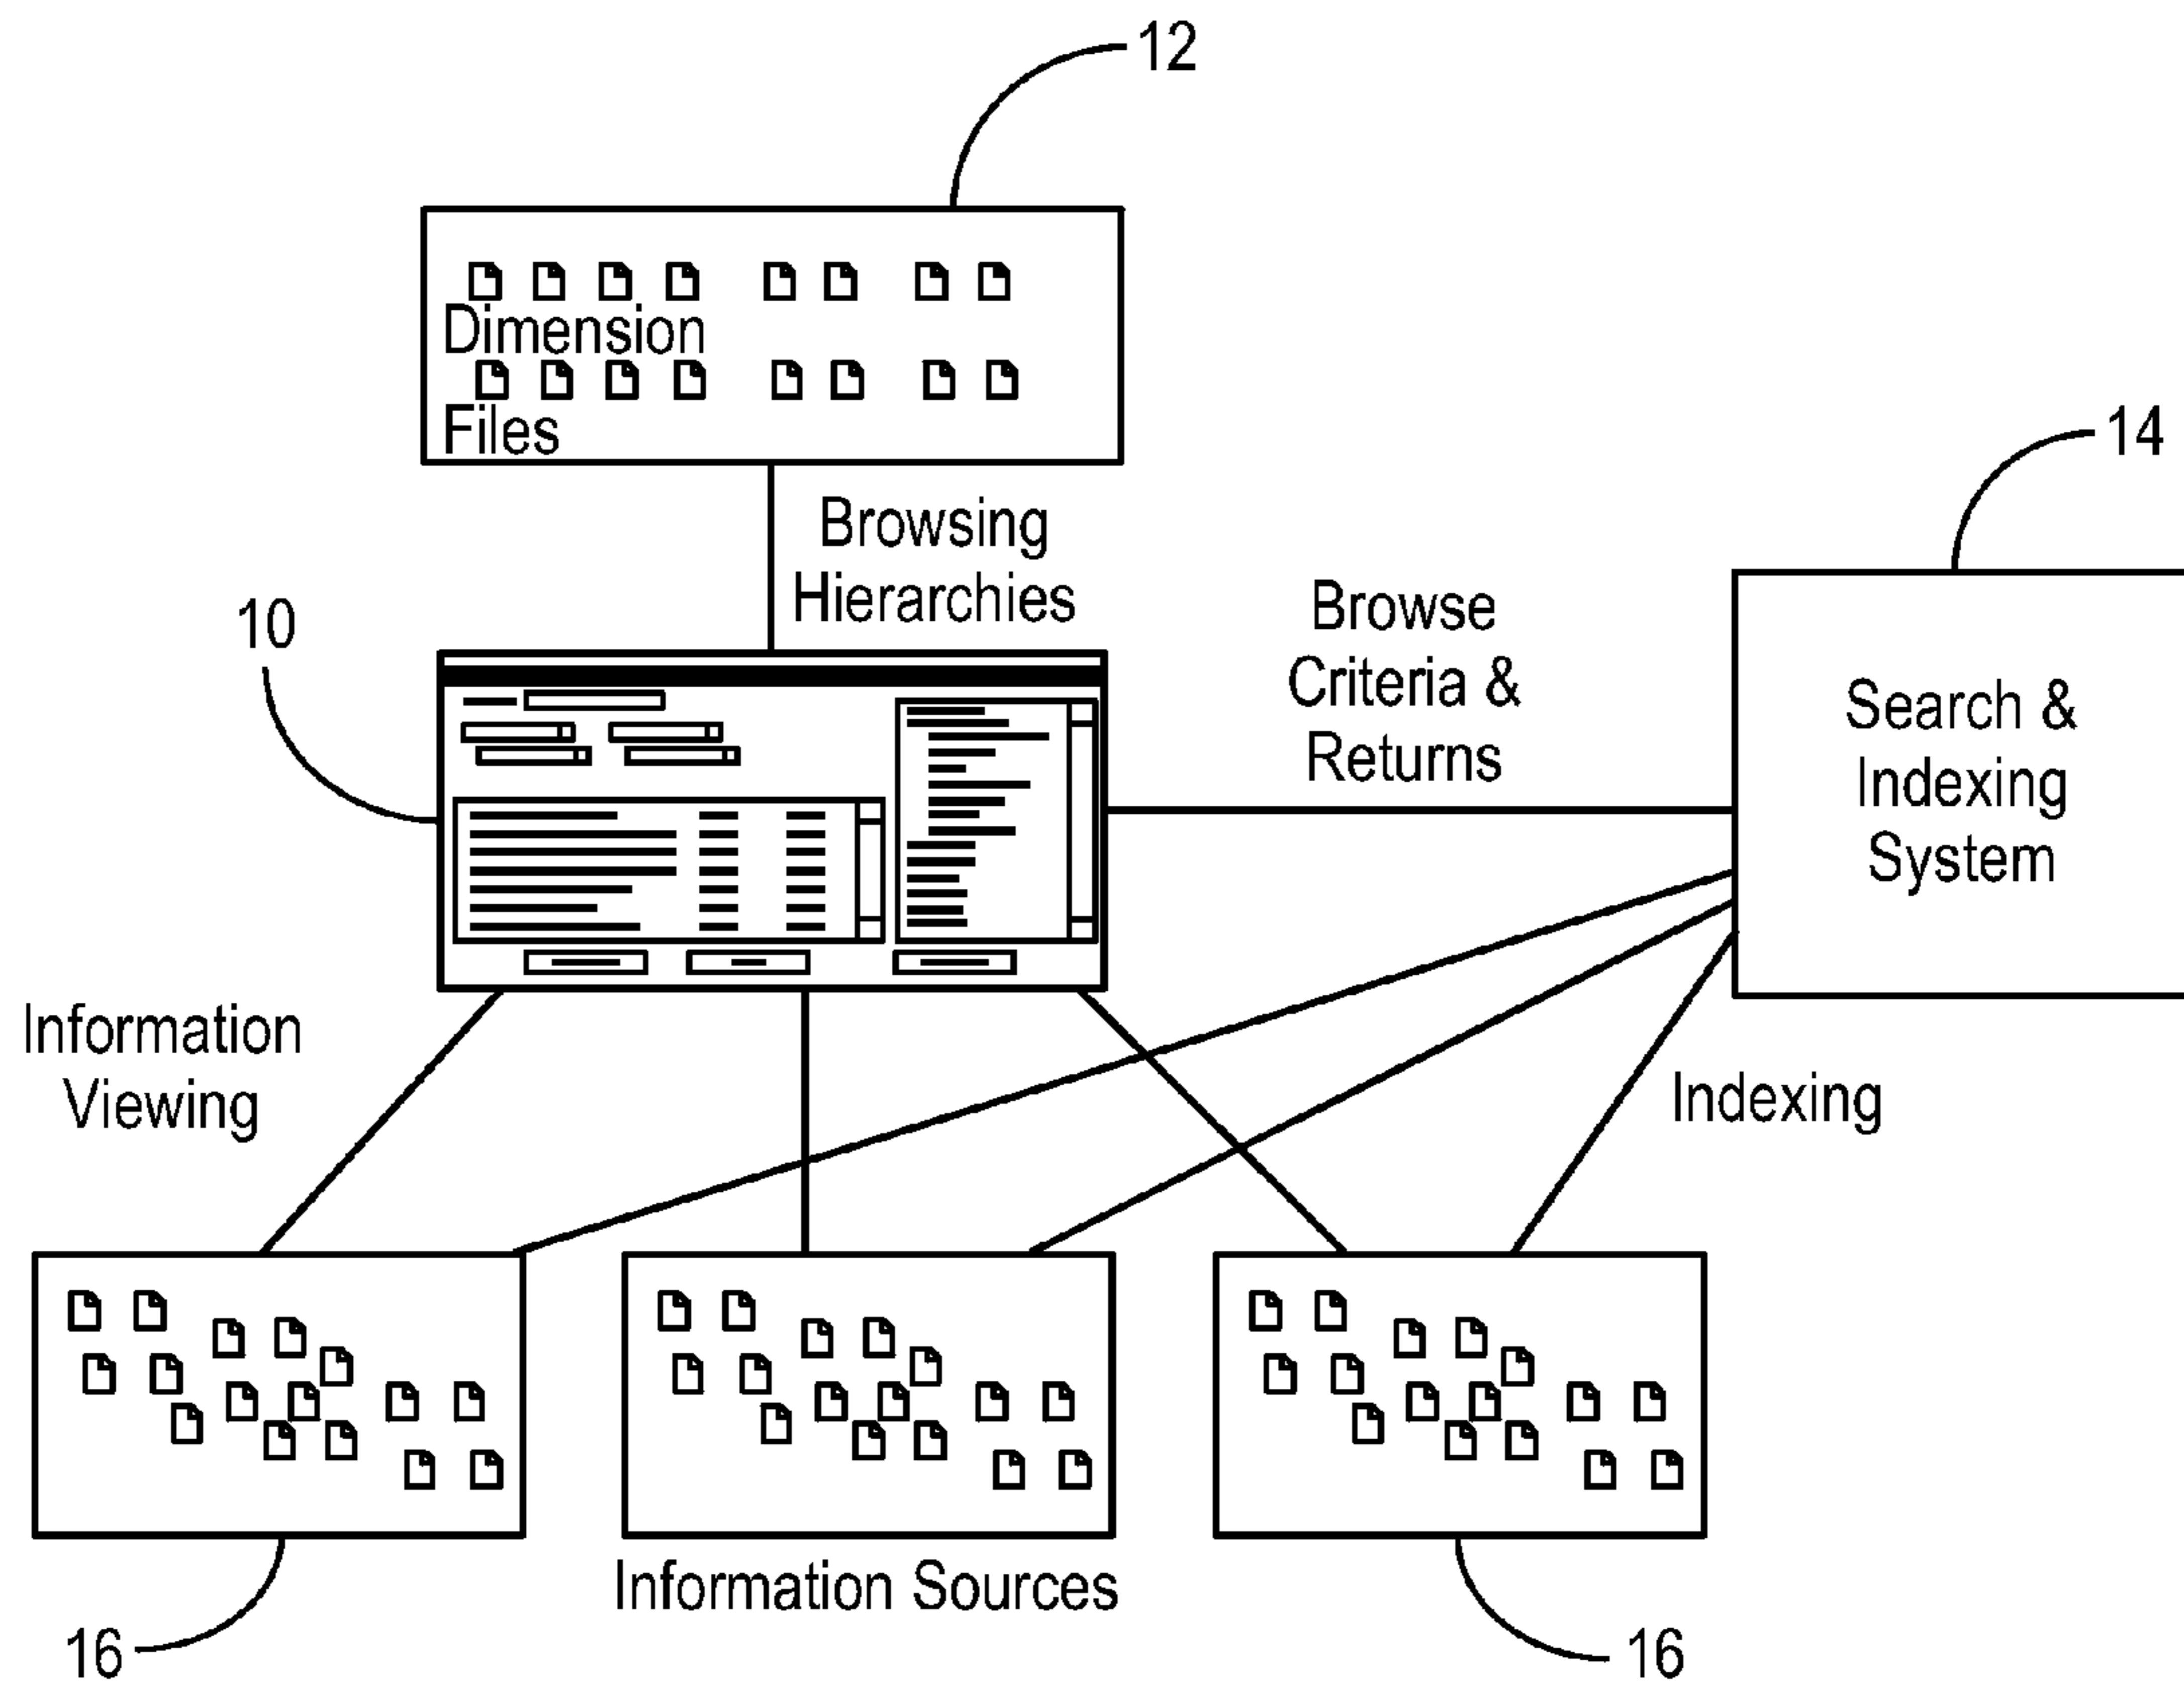 12
Dimension
Files
14
Browsing
Hierarchies
10
Browse
Criteria &
Returns
Search &
Indexing
System
Information
Viewing
Indexing
Information Sources
16
16